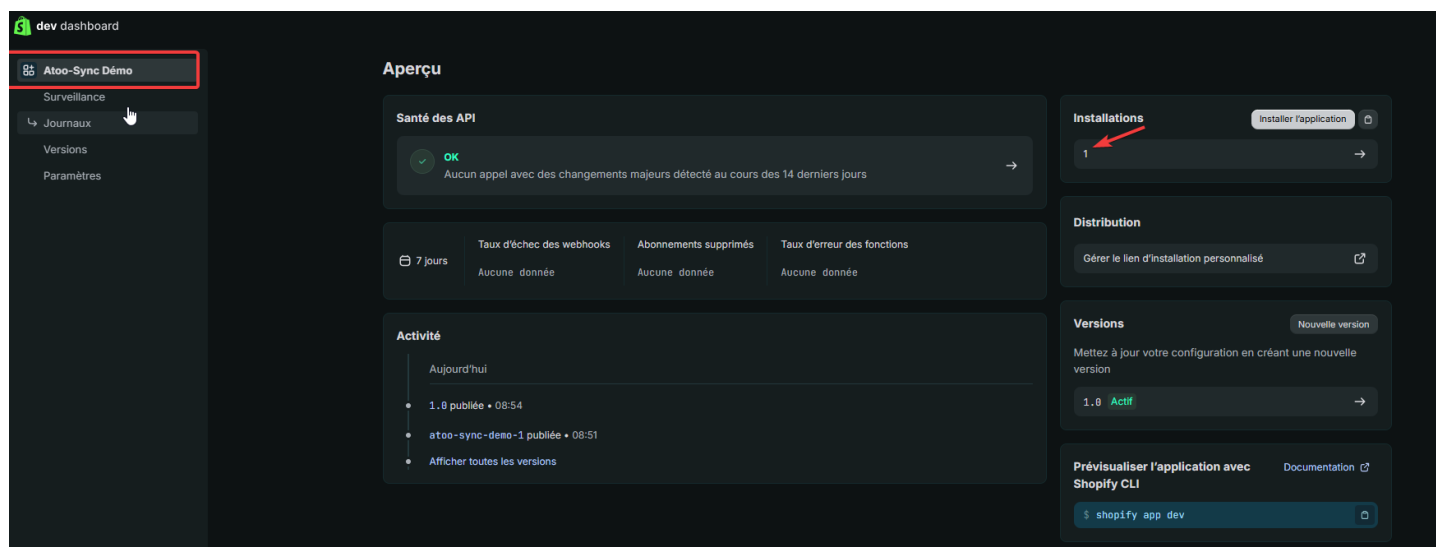 dev dashboard
Atoo-Sync Démo
Surveillance
Journaux
Versions
Paramètres
Aperçu
Santé des API
OK
Aucun appel avec des changements majeurs détecté au cours des 14 derniers jours
7 jours
Taux d'échec des webhooks
Aucune donnée
Abonnements supprimés
Aucune donnée
Taux d'erreur des fonctions
Aucune donnée
Activité
Aujourd'hui
1.0 publiée • 08:54
atoo-sync-demo-1 publiée • 08:51
Afficher toutes les versions
Installations
Installer l'application
1
Distribution
Gérer le lien d'installation personnalisé
Versions
Nouvelle version
Mettez à jour votre configuration en créant une nouvelle
version
1.0 Actif
Prévisualiser l'application avec
Shopify CLI
Documentation
$ shopify app dev